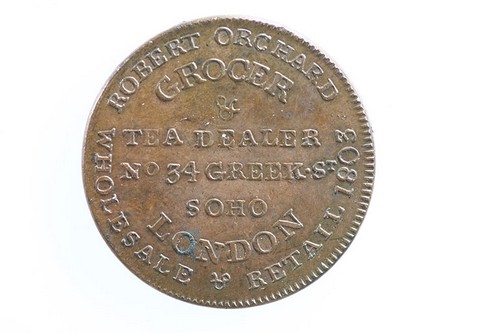 ROBERT ORCHARD
GROCER
&
TEA DEALER
No 34 GREEK·ST
SOHO
LONDON
WHOLESALE & RETAIL 1803